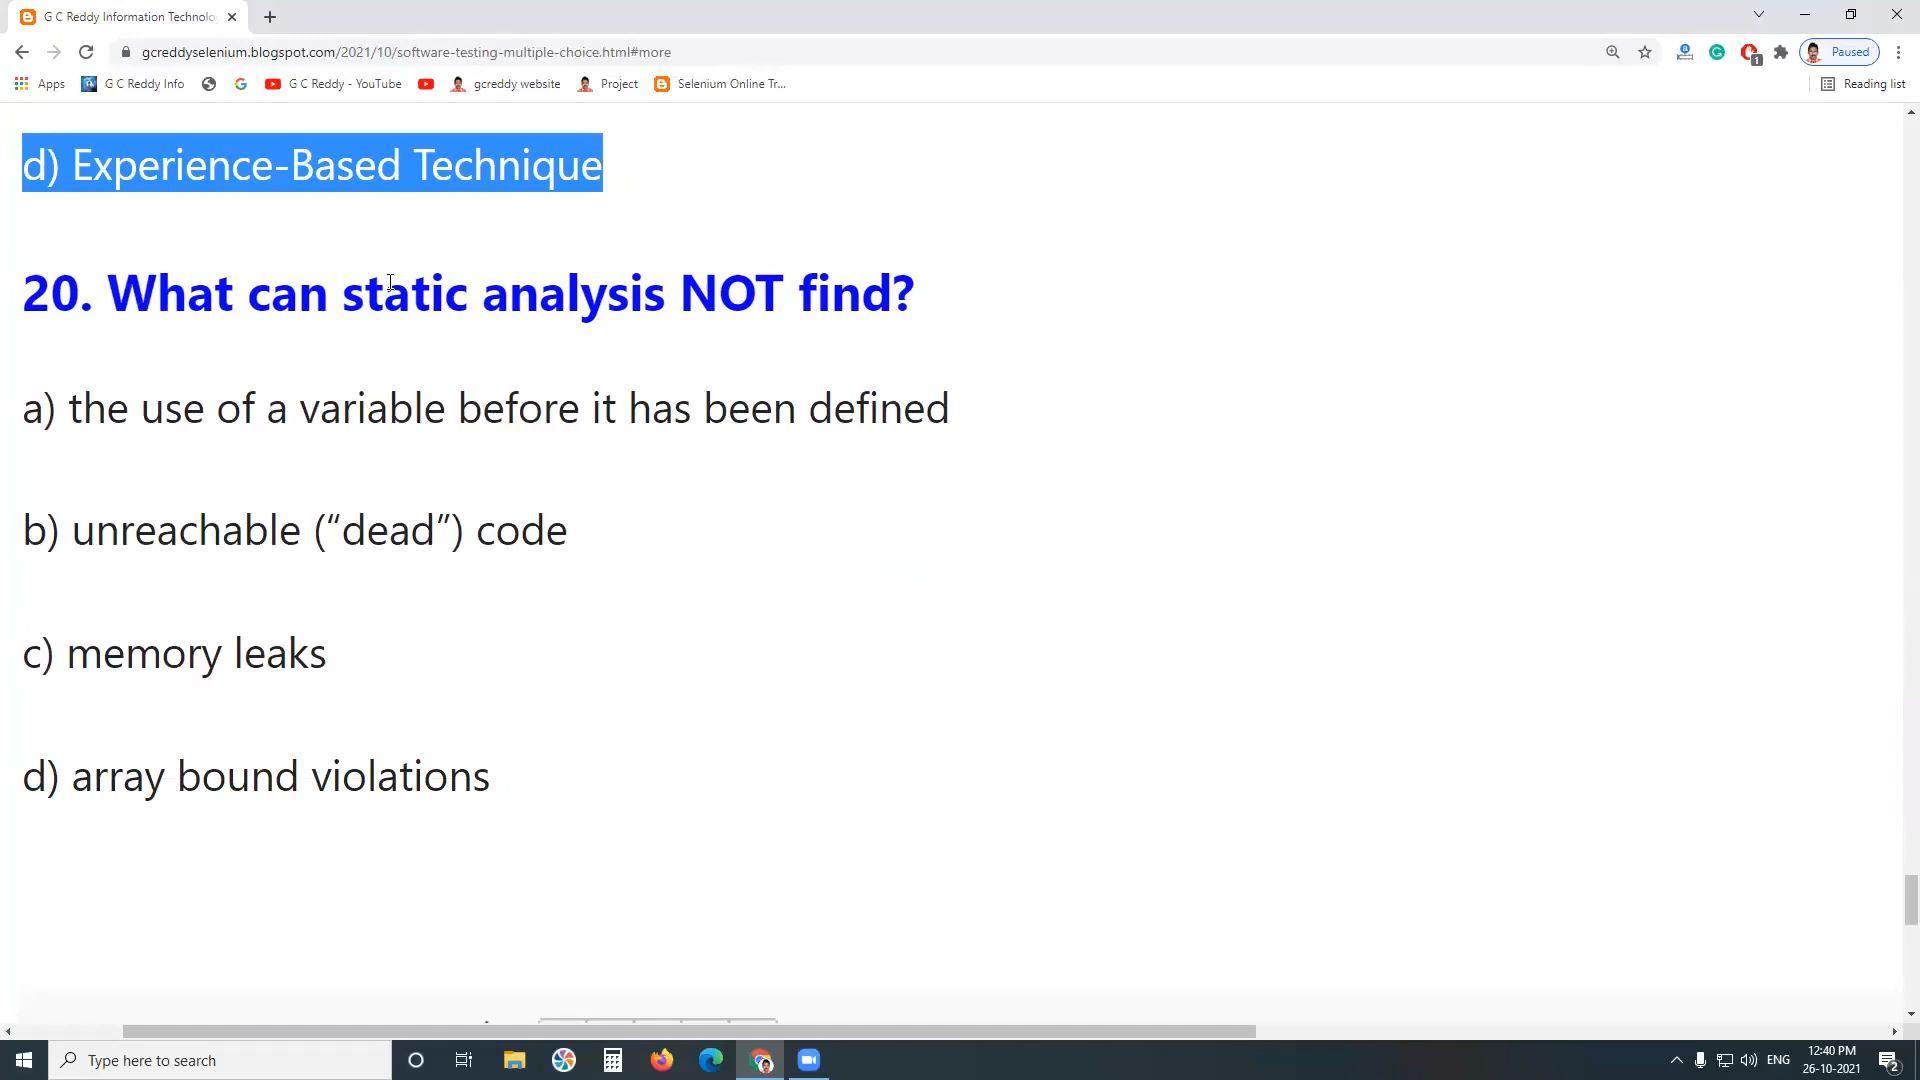 G C Reddy Information Technolo
gcreddyselenium.blogspot.com/2021/10/software-testing-multiple-choice.html#more
1
Paused
Apps G C Reddy Info G C Reddy - YouTube gcreddy website Project Selenium Online Tr... Reading list
d) Experience-Based Technique
20. What can static analysis NOT find?
a) the use of a variable before it has been defined
b) unreachable (“dead”) code
c) memory leaks
d) array bound violations
Type here to search
ENG
12:40 PM
26-10-2021
2